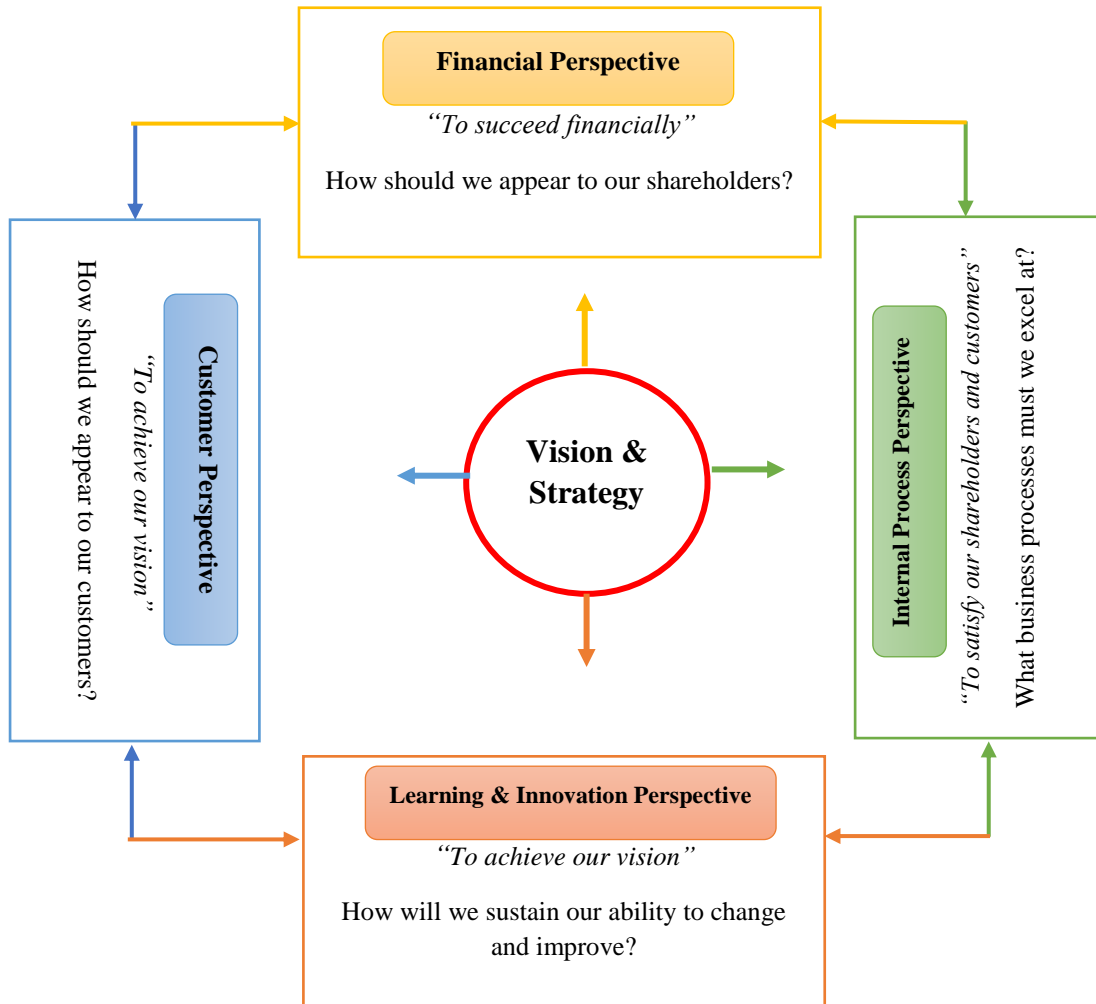 Financial Perspective
“To succeed financially”
How should we appear to our shareholders?
Customer Perspective
“To achieve our vision”
How should we appear to our customers?
Vision &
Strategy
Internal Process Perspective
“To satisfy our shareholders and customers”
What business processes must we excel at?
Learning & Innovation Perspective
“To achieve our vision”
How will we sustain our ability to change
and improve?